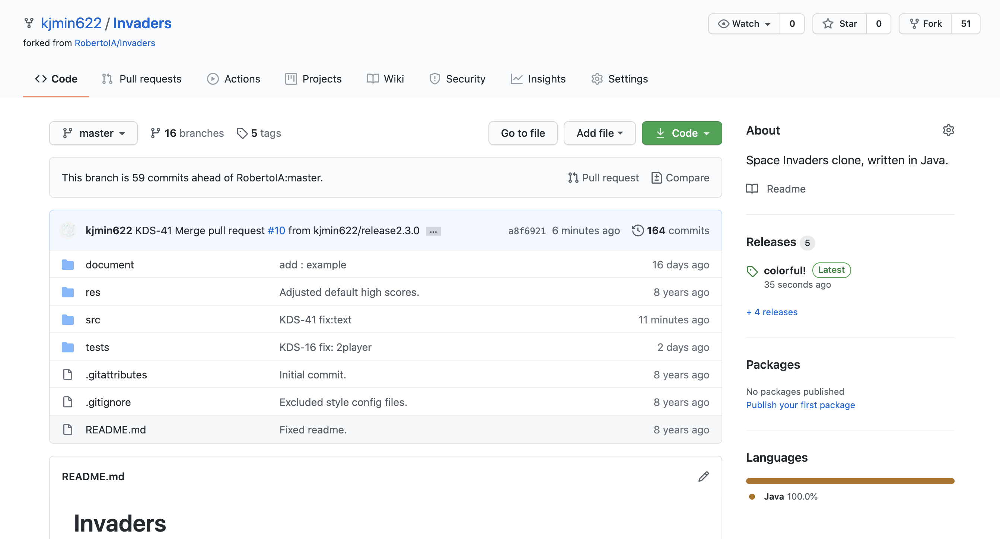 kjmin622 / Invaders
forked from RobertoIA/Invaders
Watch 0 Star 0 Fork 51
Code Pull requests Actions Projects Wiki Security Insights Settings
master 16 branches 5 tags Go to file Add file Code
This branch is 59 commits ahead of RobertoIA:master. Pull request Compare
kjmin622 KDS-41 Merge pull request #10 from kjmin622/release2.3.0 ... a8f6921 6 minutes ago 164 commits
document add : example 16 days ago
res Adjusted default high scores. 8 years ago
src KDS-41 fix:text 11 minutes ago
tests KDS-16 fix: 2player 2 days ago
.gitattributes Initial commit. 8 years ago
.gitignore Excluded style config files. 8 years ago
README.md Fixed readme. 8 years ago
README.md
Invaders
About
Space Invaders clone, written in Java.
Readme
Releases 5
colorful! Latest
35 seconds ago
+ 4 releases
Packages
No packages published
Publish your first package
Languages
Java 100.0%